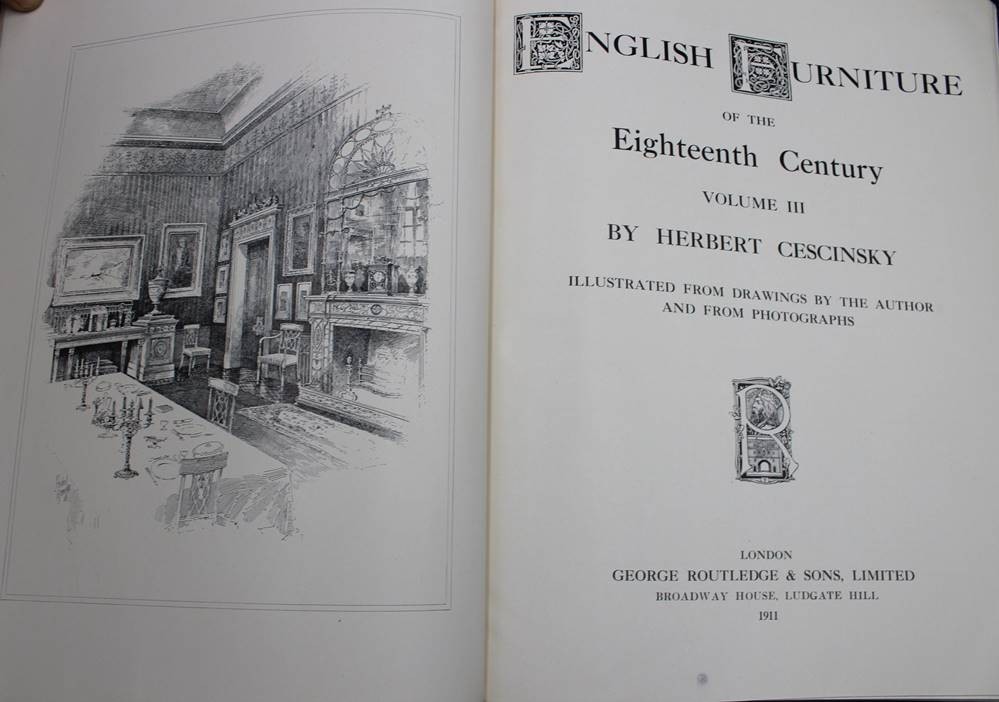 ENGLISH FURNITURE
OF THE
Eighteenth Century
VOLUME III
BY HERBERT CESCINSKY
ILLUSTRATED FROM DRAWINGS BY THE AUTHOR
AND FROM PHOTOGRAPHS
R
LONDON
GEORGE ROUTLEDGE & SONS, LIMITED
BROADWAY HOUSE, LUDGATE HILL
1911